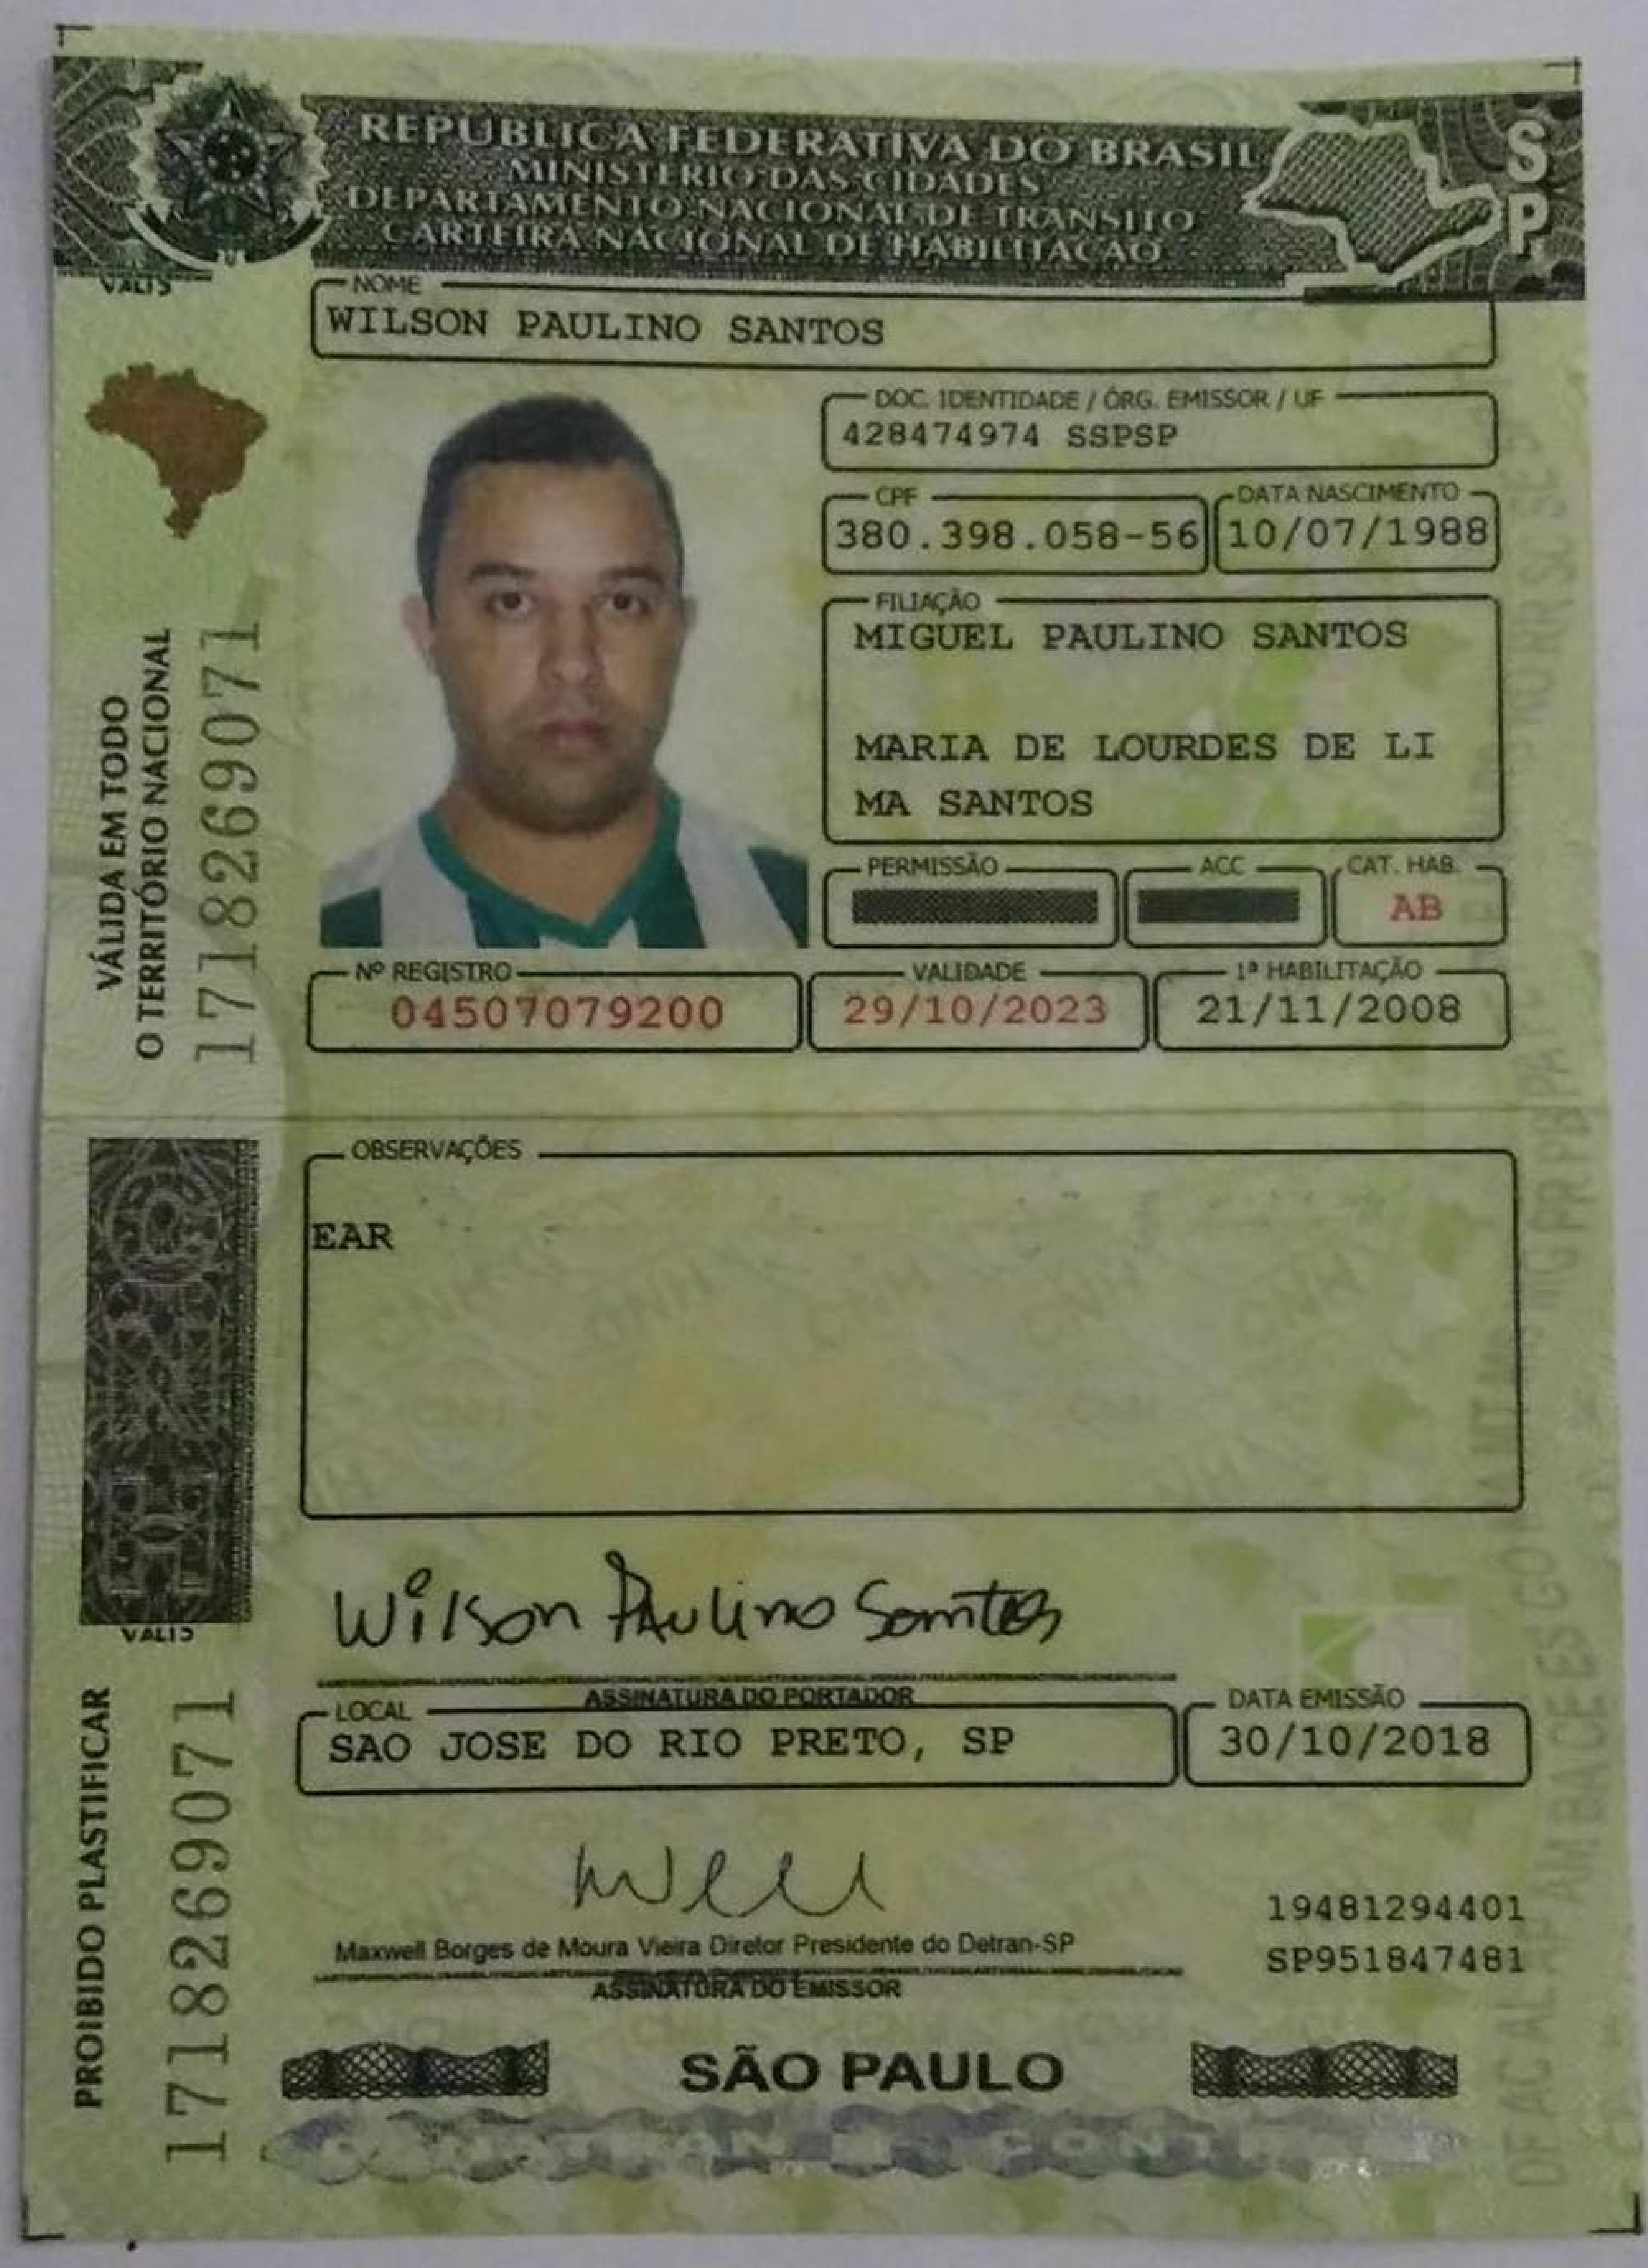 REPUBLICA FEDERATIVA DO BRASIL
MINISTERIO DAS CIDADES
DEPARTAMENTO NACIONAL DE TRANSITO
CARTEIRA NACIONAL DE HABILITACAO
SP
NOME
WILSON PAULINO SANTOS
DOC. IDENTIDADE / ÓRG. EMISSOR / UF
428474974 SSPSP
CPF
380.398.058-56
DATA NASCIMENTO
10/07/1988
FILIAÇÃO
MIGUEL PAULINO SANTOS
MARIA DE LOURDES DE LI
MA SANTOS
PERMISSÃO
ACC
CAT. HAB.
AB
Nº REGISTRO
04507079200
VALIDADE
29/10/2023
1ª HABILITAÇÃO
21/11/2008
VÁLIDA EM TODO
O TERRITÓRIO NACIONAL
1718269071
OBSERVAÇÕES
EAR
Wilson Paulino Santos
ASSINATURA DO PORTADOR
LOCAL
SAO JOSE DO RIO PRETO, SP
DATA EMISSÃO
30/10/2018
Maxwell Borges de Moura Vieira Diretor Presidente do Detran-SP
ASSINATURA DO EMISSOR
19481294401
SP951847481
PROIBIDO PLASTIFICAR
1718269071
SÃO PAULO